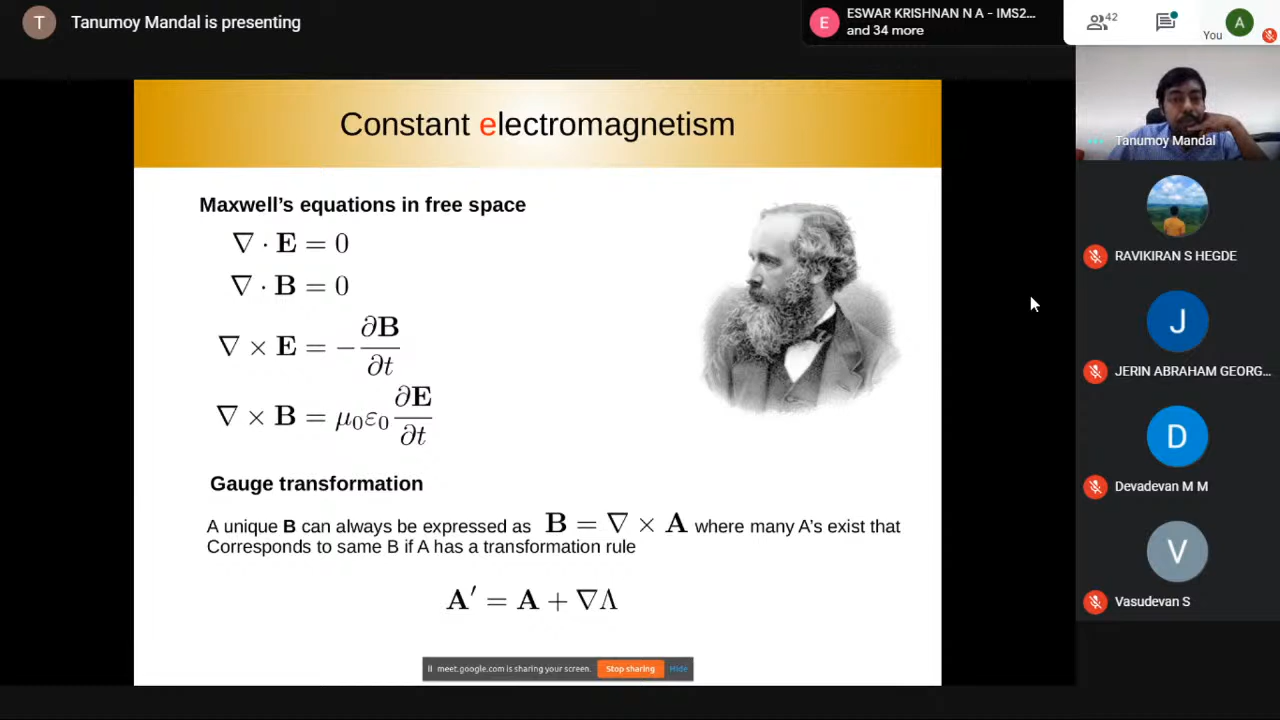 T
Tanumoy Mandal is presenting
E
ESWAR KRISHNAN N A - IMS2...
and 34 more
42
You
A
Constant electromagnetism
Maxwell's equations in free space
∇ · E = 0
∇ · B = 0
∇ × E = −∂B/∂t
∇ × B = μ₀ε₀ ∂E/∂t
Gauge transformation
A unique B can always be expressed as B = ∇ × A where many A's exist that
Corresponds to same B if A has a transformation rule
A′ = A + ∇Λ
meet.google.com is sharing your screen.
Stop sharing
Hide
Tanumoy Mandal
RAVIKIRAN S HEGDE
J
JERIN ABRAHAM GEORG...
D
Devadevan M M
V
Vasudevan S